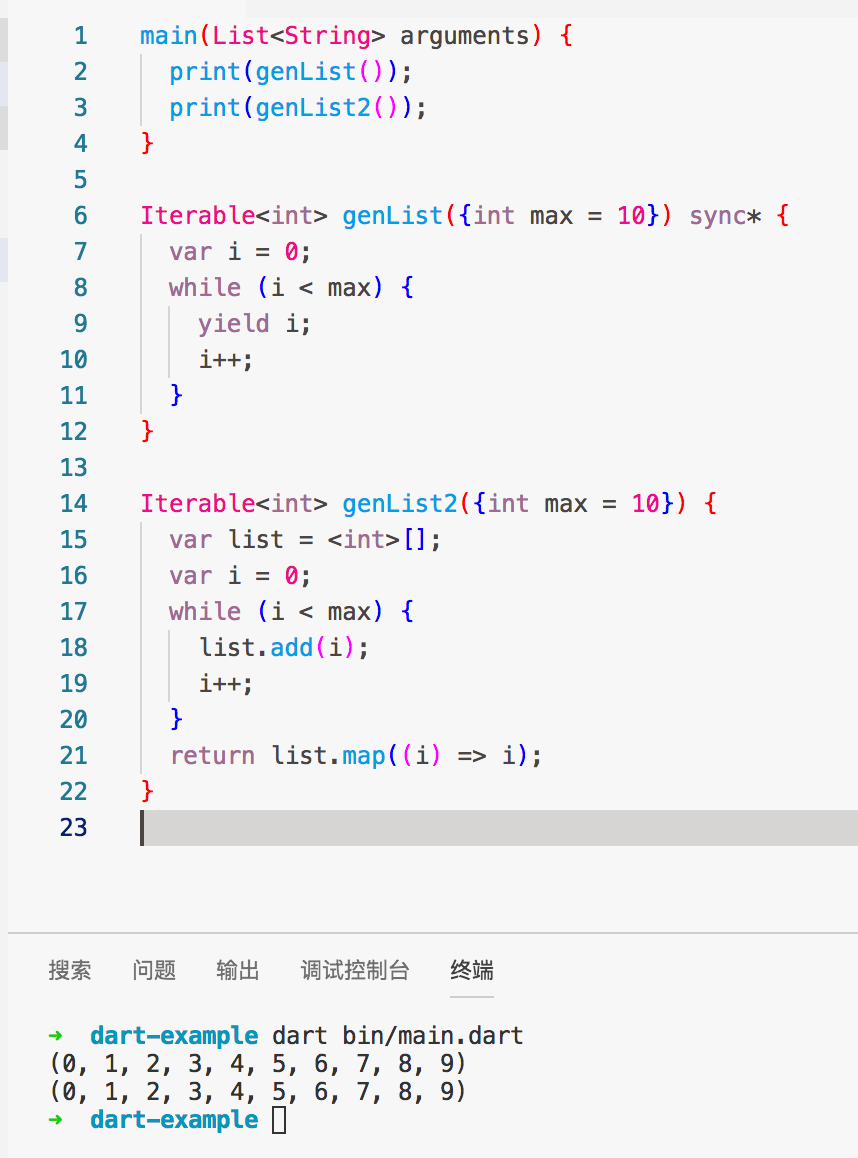 1 main(List<String> arguments) {
2   print(genList());
3   print(genList2());
4 }
5
6 Iterable<int> genList({int max = 10}) sync* {
7   var i = 0;
8   while (i < max) {
9     yield i;
10     i++;
11   }
12 }
13
14 Iterable<int> genList2({int max = 10}) {
15   var list = <int>[];
16   var i = 0;
17   while (i < max) {
18     list.add(i);
19     i++;
20   }
21   return list.map((i) => i);
22 }
23
搜索 问题 输出 调试控制台 终端
➜ dart-example dart bin/main.dart
(0, 1, 2, 3, 4, 5, 6, 7, 8, 9)
(0, 1, 2, 3, 4, 5, 6, 7, 8, 9)
➜ dart-example